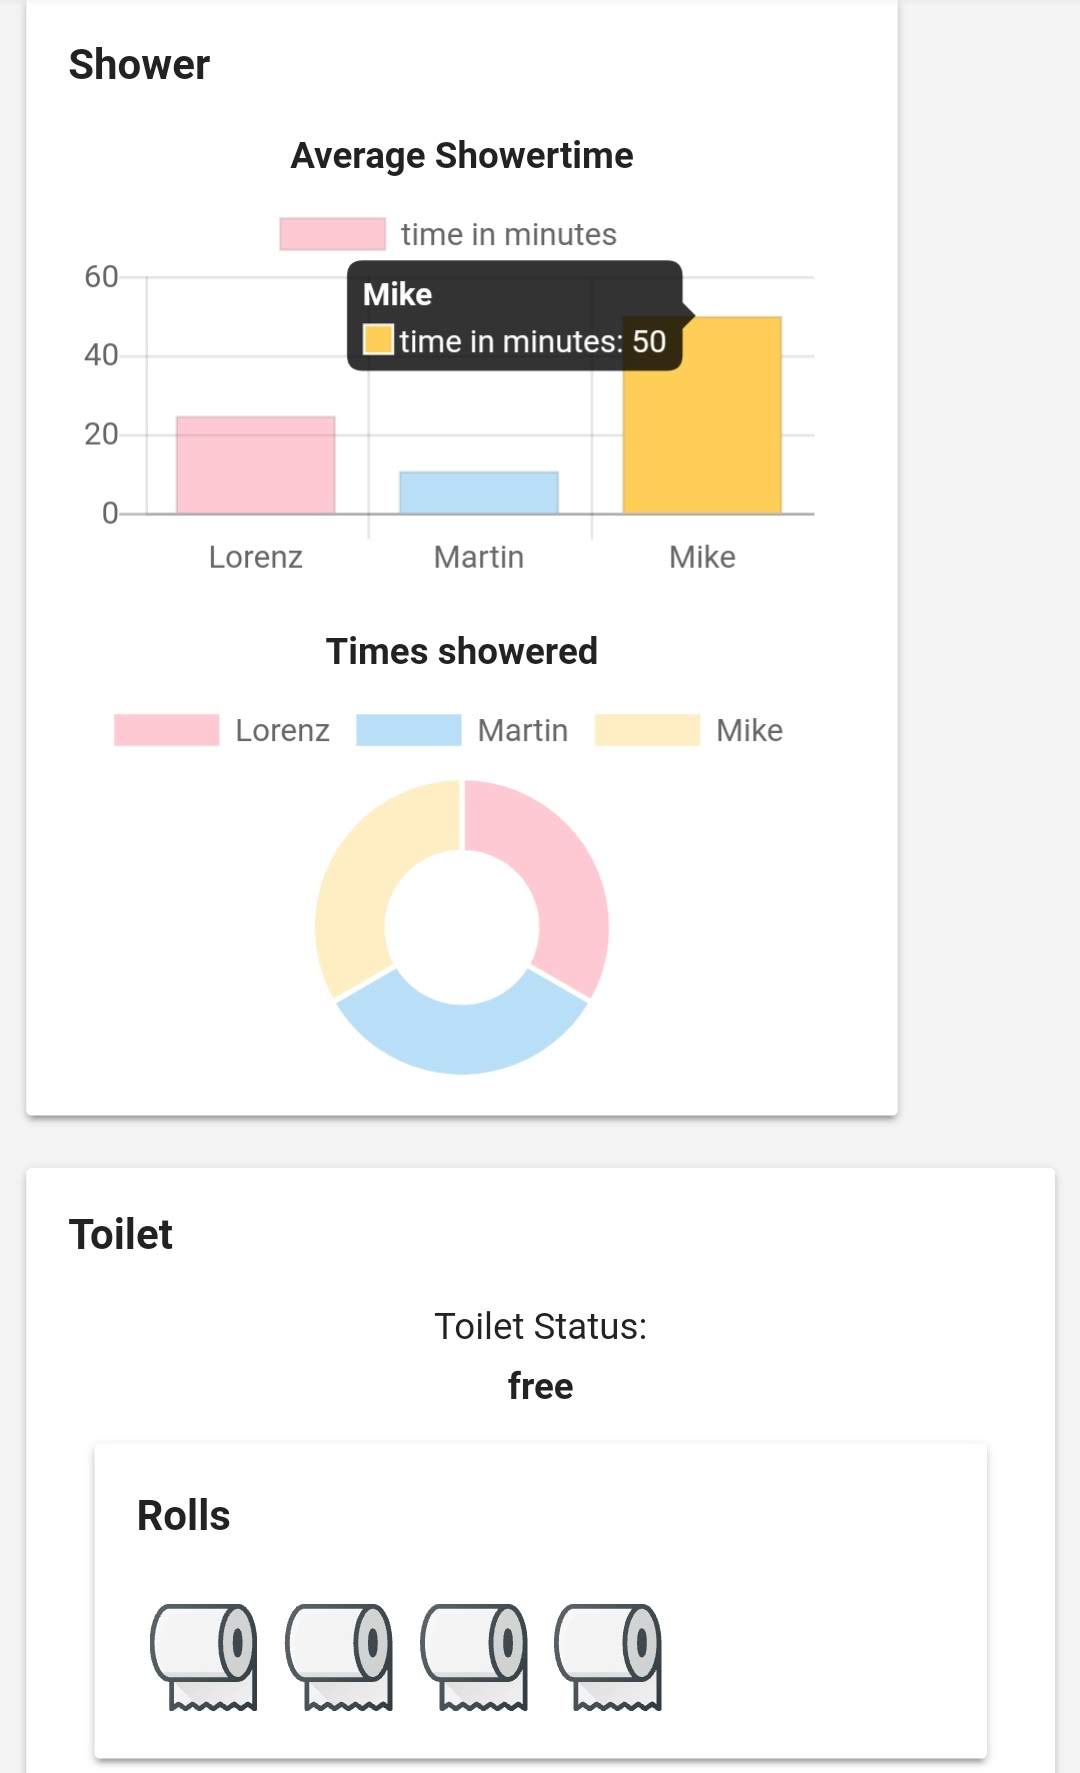 Shower
Average Showertime
time in minutes
60
Mike
time in minutes: 50
40
20
0
Lorenz Martin Mike
Times showered
Lorenz Martin Mike
Toilet
Toilet Status:
free
Rolls